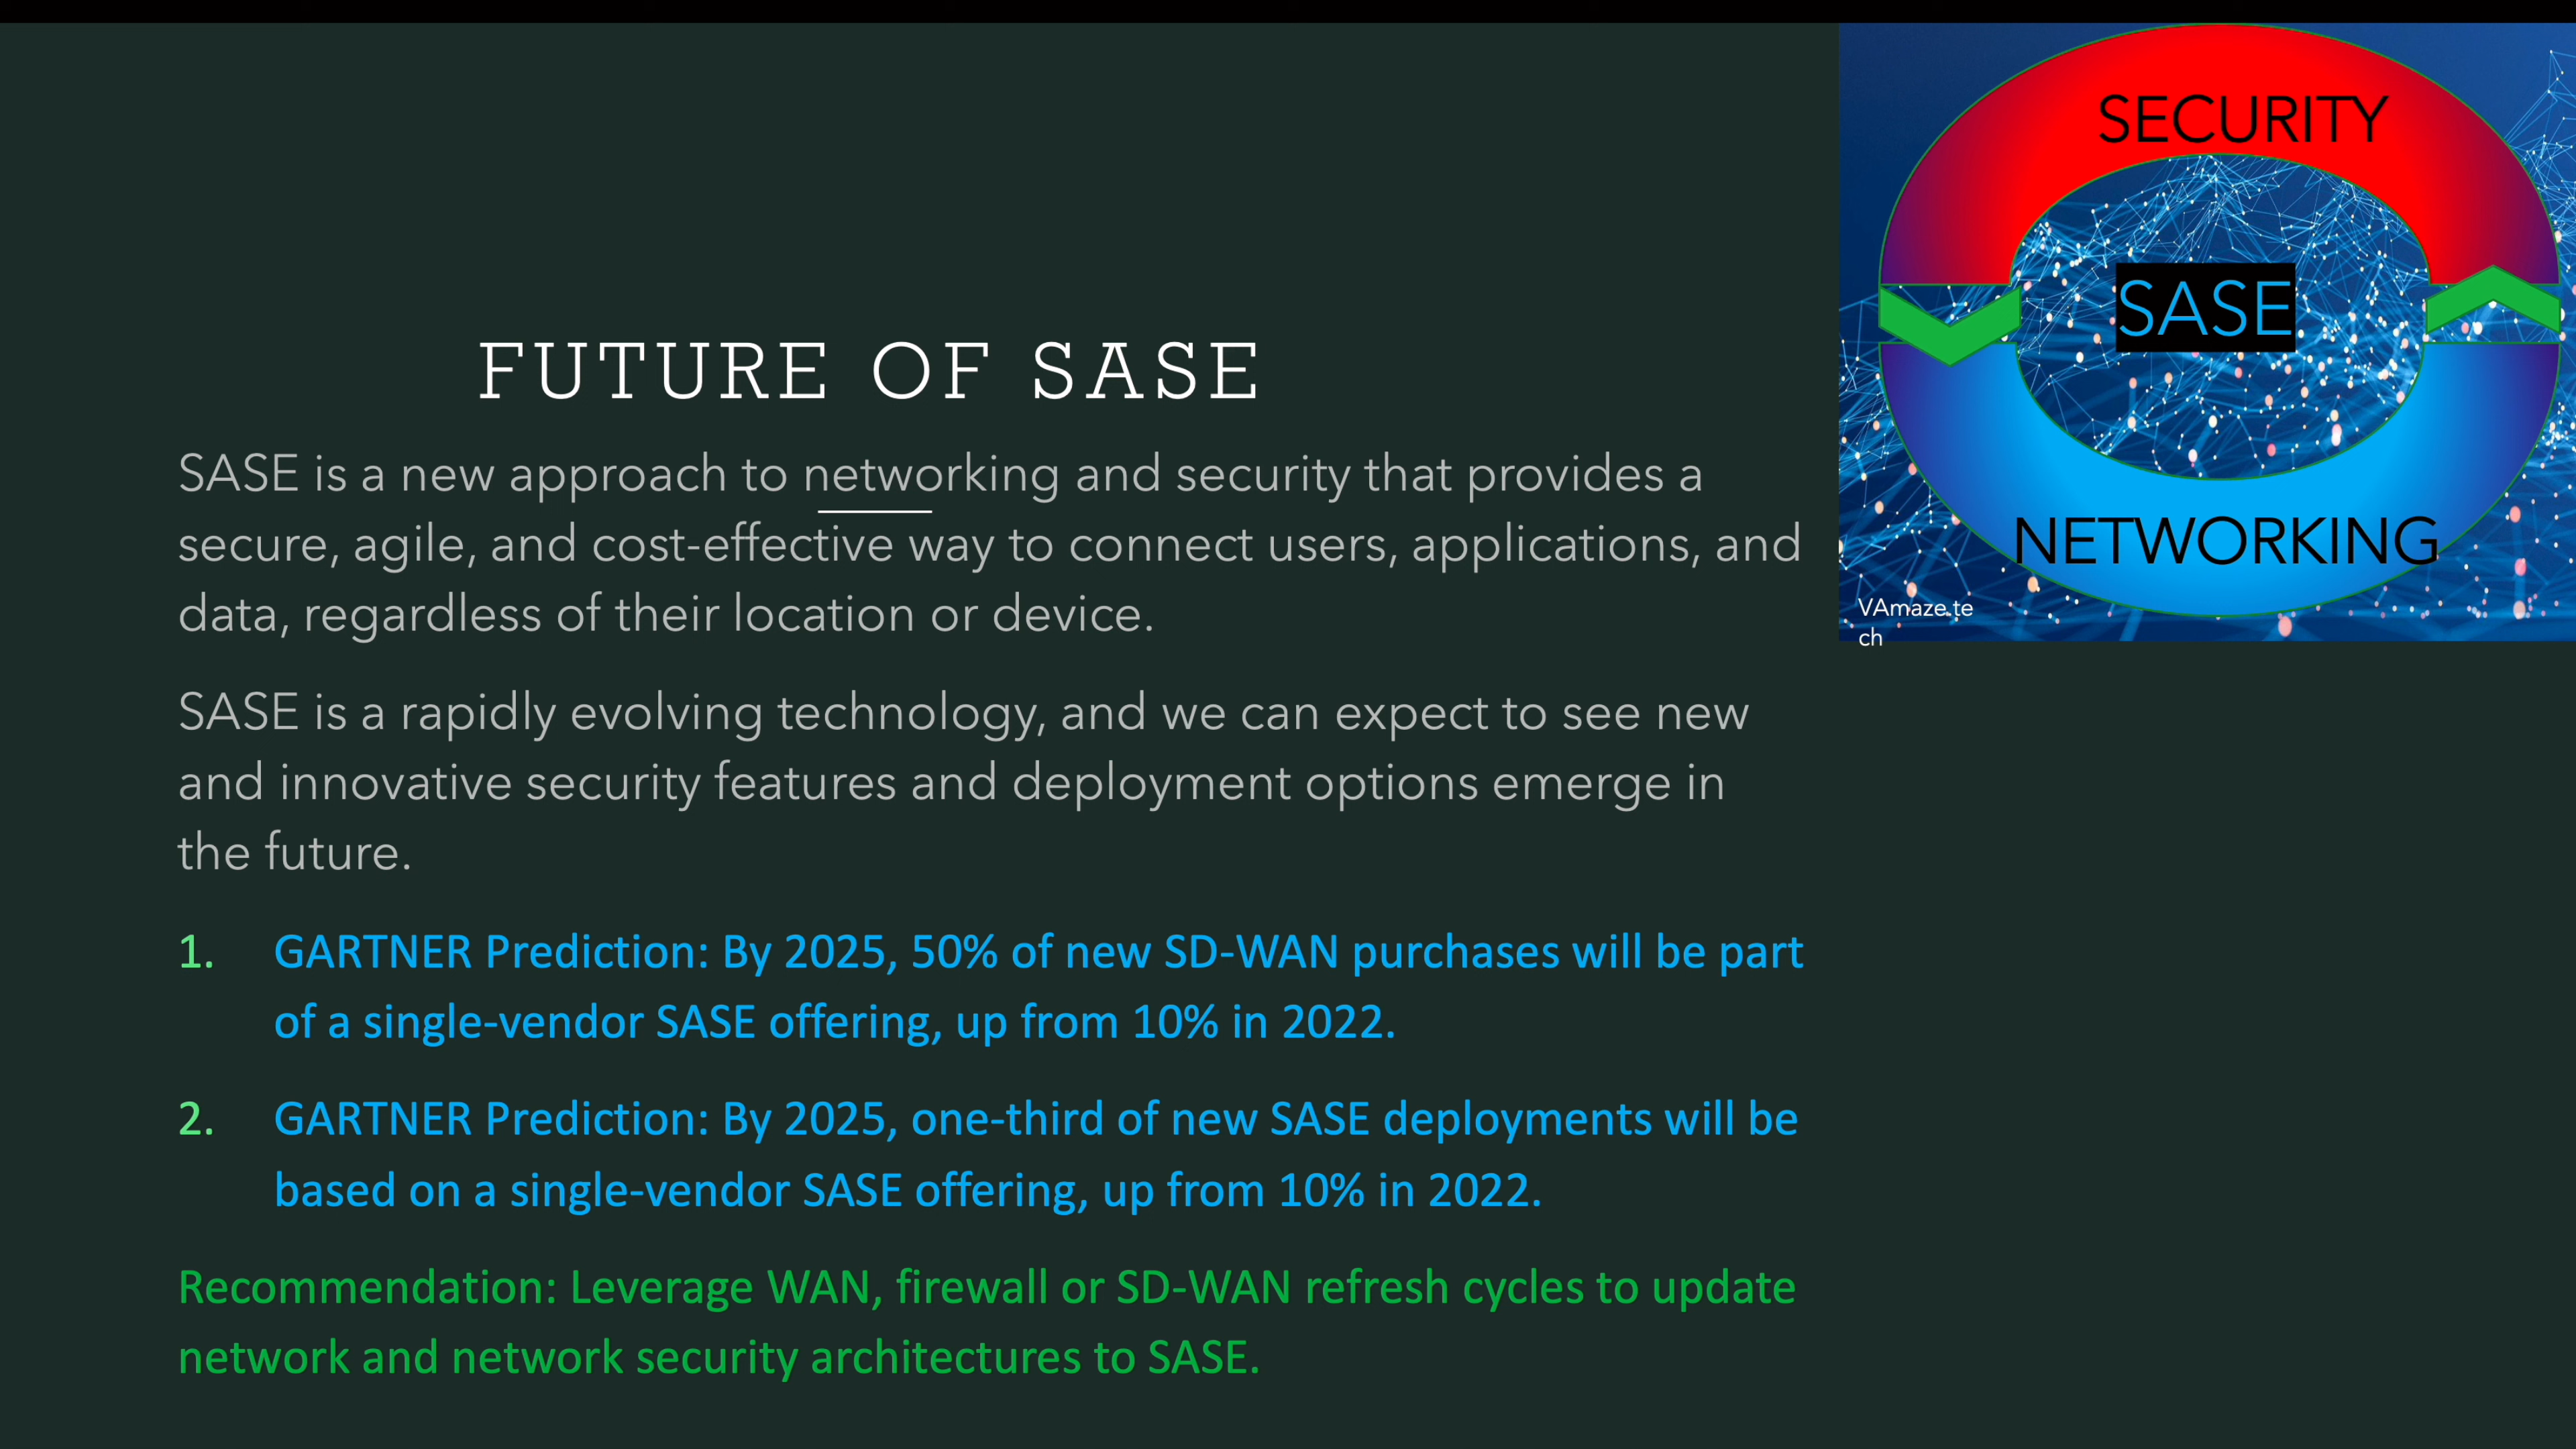 FUTURE OF SASE
SASE is a new approach to networking and security that provides a
secure, agile, and cost-effective way to connect users, applications, and
data, regardless of their location or device.
SASE is a rapidly evolving technology, and we can expect to see new
and innovative security features and deployment options emerge in
the future.
1. GARTNER Prediction: By 2025, 50% of new SD-WAN purchases will be part
of a single-vendor SASE offering, up from 10% in 2022.
2. GARTNER Prediction: By 2025, one-third of new SASE deployments will be
based on a single-vendor SASE offering, up from 10% in 2022.
Recommendation: Leverage WAN, firewall or SD-WAN refresh cycles to update
network and network security architectures to SASE.
SECURITY
SASE
NETWORKING
VAmaze.te
ch